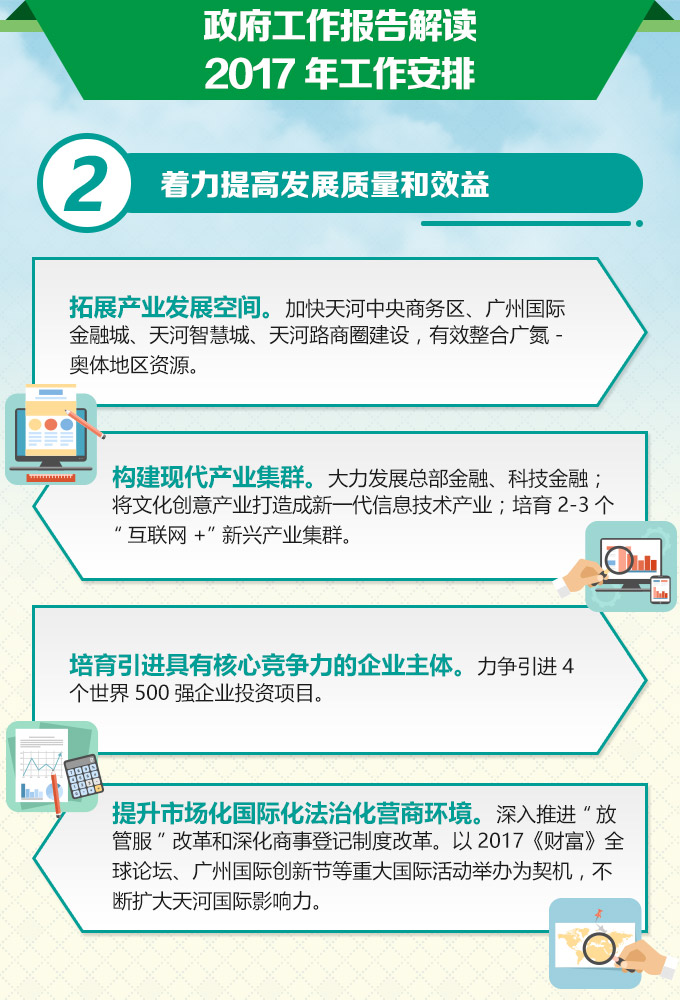 政府工作报告解读
2017 年工作安排
2
着力提高发展质量和效益
拓展产业发展空间。加快天河中央商务区、广州国际
金融城、天河智慧城、天河路商圈建设，有效整合广氮 -
奥体地区资源。
构建现代产业集群。大力发展总部金融、科技金融；
将文化创意产业打造成新一代信息技术产业；培育 2-3 个
“ 互联网 +” 新兴产业集群。
培育引进具有核心竞争力的企业主体。力争引进 4
个世界 500 强企业投资项目。
提升市场化国际化法治化营商环境。深入推进 “ 放
管服 ” 改革和深化商事登记制度改革。以 2017《财富》全
球论坛、广州国际创新节等重大国际活动举办为契机，不
断扩大天河国际影响力。